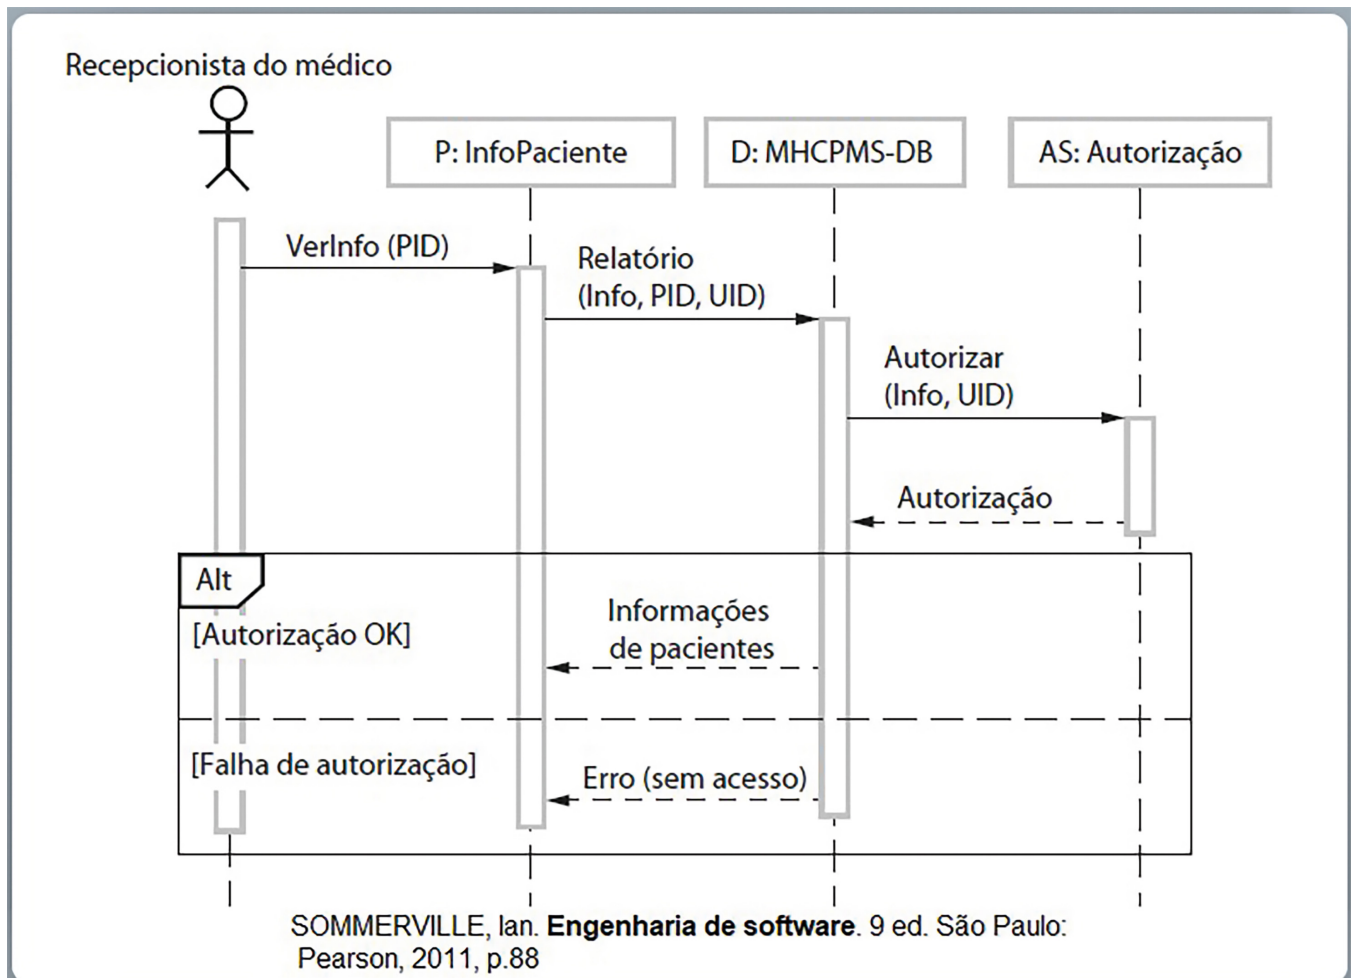 Recepcionista do médico
P: InfoPaciente
D: MHCPMS-DB
AS: Autorização
VerInfo (PID)
Relatório
(Info, PID, UID)
Autorizar
(Info, UID)
Autorização
Alt
[Autorização OK]
Informações
de pacientes
[Falha de autorização]
Erro (sem acesso)
SOMMERVILLE, Ian. Engenharia de software. 9 ed. São Paulo:
Pearson, 2011, p.88